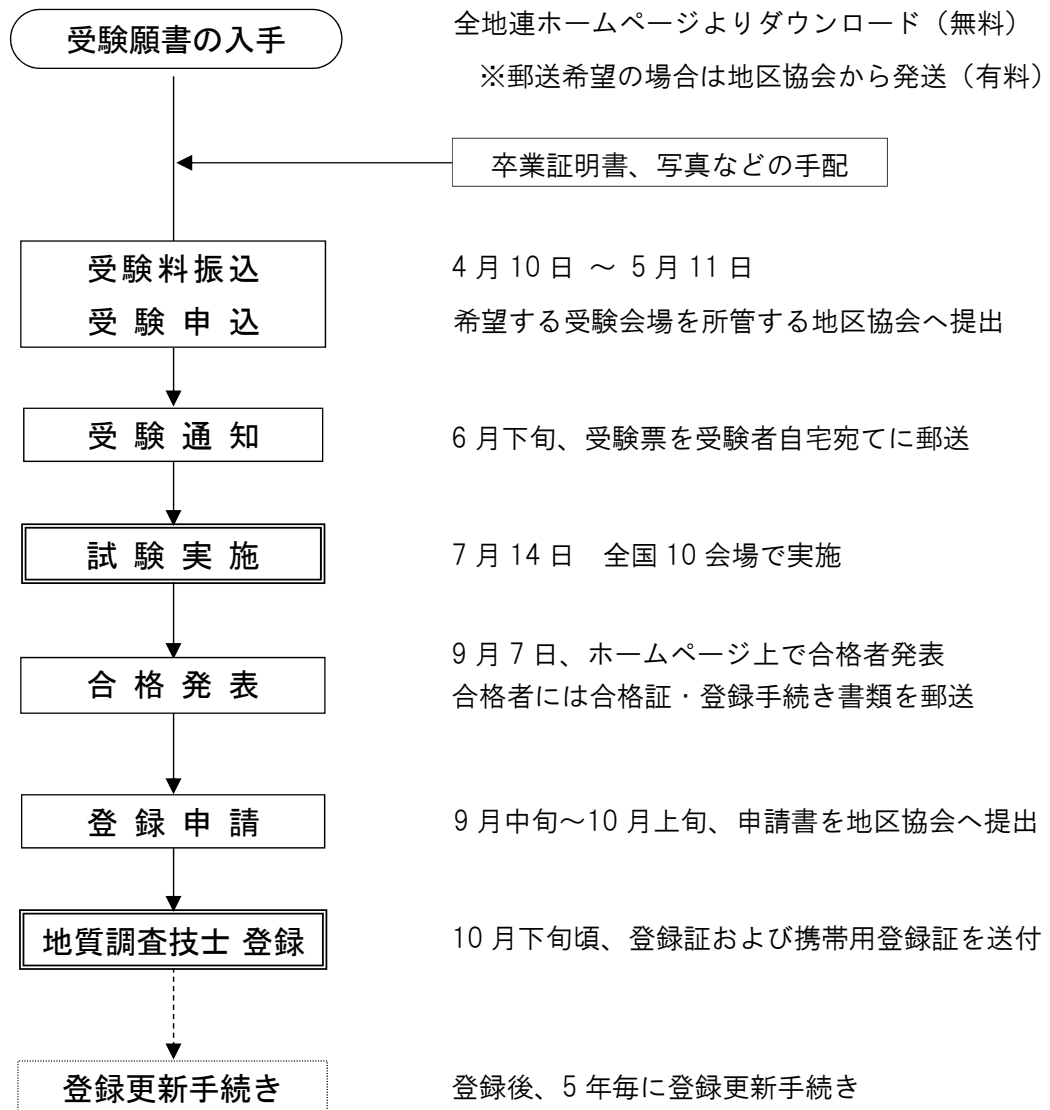 受験願書の入手
全地連ホームページよりダウンロード（無料）
※郵送希望の場合は地区協会から発送（有料）
卒業証明書、写真などの手配
受験料振込
受験申込
4月10日 ～ 5月11日
希望する受験会場を所管する地区協会へ提出
受験通知
6月下旬、受験票を受験者自宅宛てに郵送
試験実施
7月14日　全国10会場で実施
合格発表
9月7日、ホームページ上で合格者発表
合格者には合格証・登録手続き書類を郵送
登録申請
9月中旬～10月上旬、申請書を地区協会へ提出
地質調査技士 登録
10月下旬頃、登録証および携帯用登録証を送付
登録更新手続き
登録後、5年毎に登録更新手続き